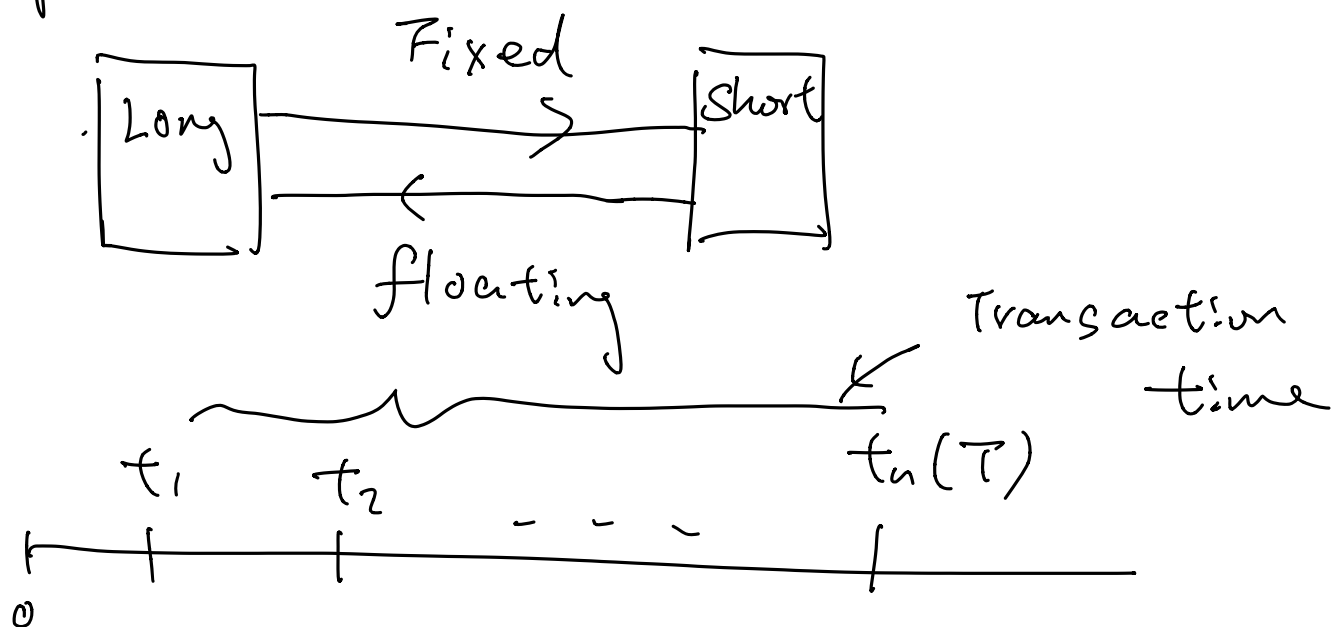 Fixed
Long
Short
floating
Transaction
time
t₁ t₂ - - - tₙ(T)
0